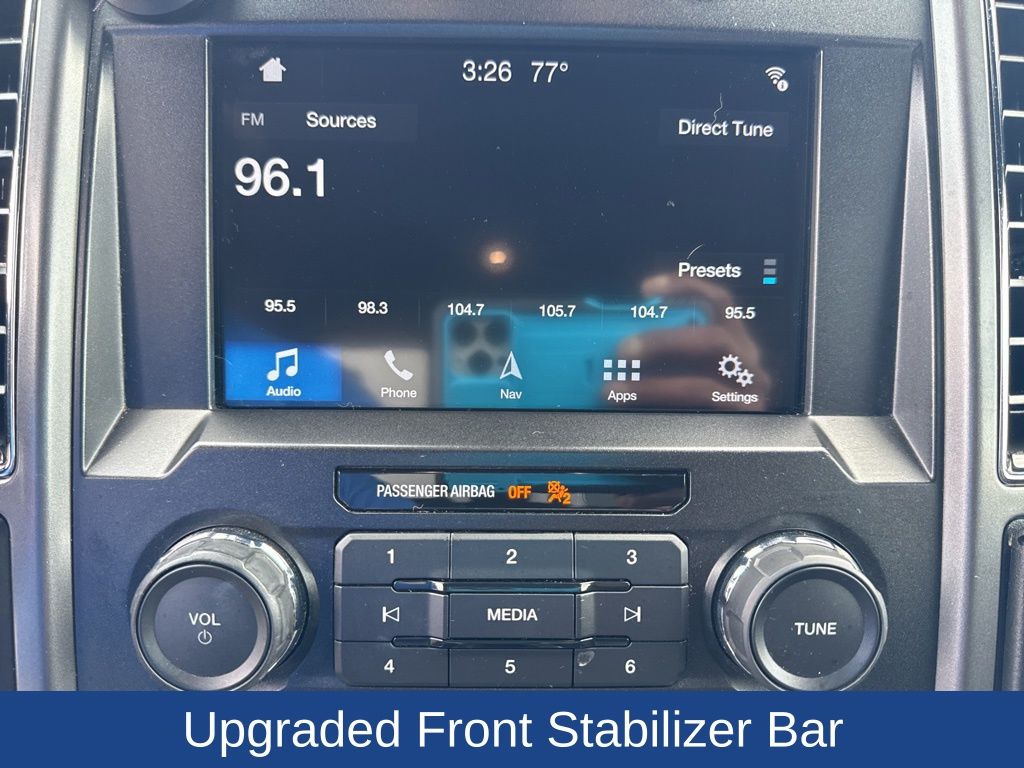 3:26 77°
FM Sources Direct Tune
96.1
Presets
95.5 98.3 104.7 105.7 104.7 95.5
Audio Phone Nav Apps Settings
PASSENGER AIRBAG OFF 2
1 2 3
VOL MEDIA TUNE
4 5 6
Upgraded Front Stabilizer Bar